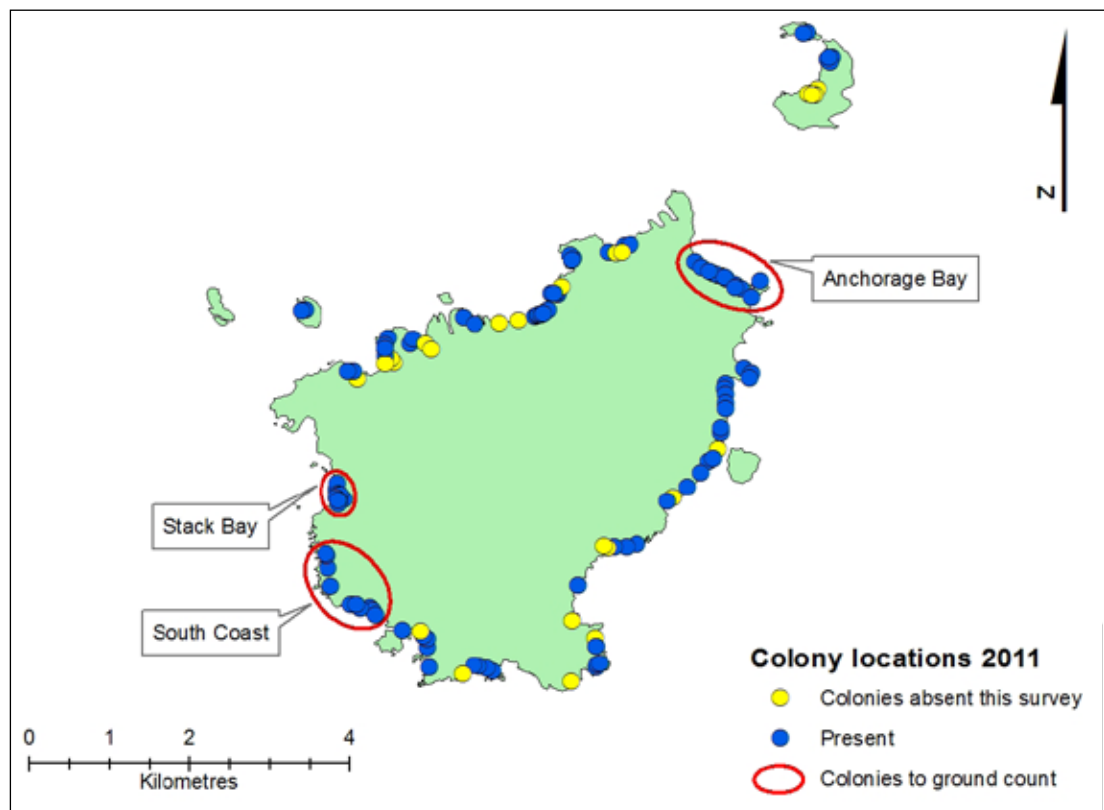 N
Anchorage Bay
Stack Bay
South Coast
Colony locations 2011
Colonies absent this survey
Present
Colonies to ground count
0 1 2 4
Kilometres